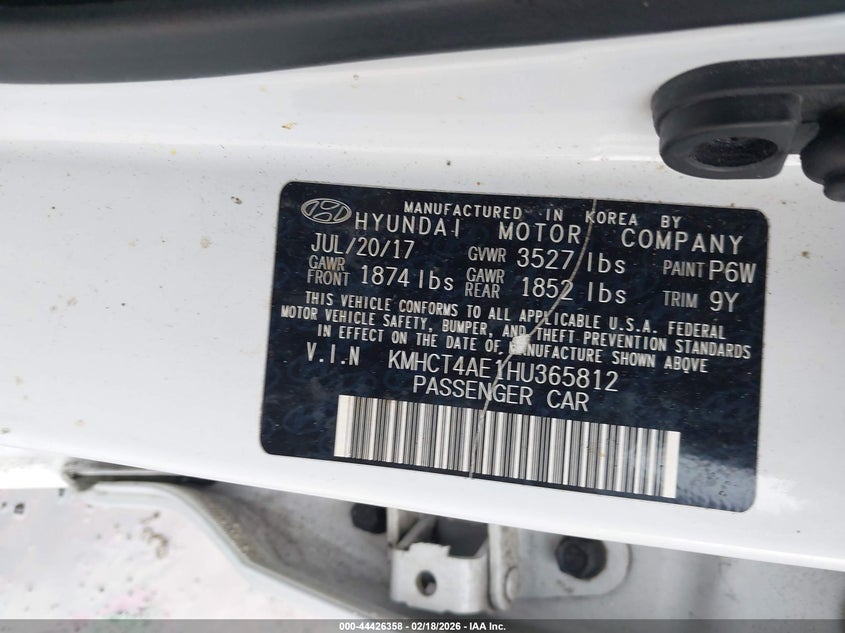 MANUFACTURED IN KOREA BY
HYUNDAI MOTOR COMPANY
JUL/20/17 GVWR 3527 lbs PAINT P6W
GAWR FRONT 1874 lbs GAWR REAR 1852 lbs TRIM 9Y
THIS VEHICLE CONFORMS TO ALL APPLICABLE U.S.A. FEDERAL
MOTOR VEHICLE SAFETY, BUMPER, AND THEFT PREVENTION STANDARDS
IN EFFECT ON THE DATE OF MANUFACTURE SHOWN ABOVE
V.I.N KMHCT4AE1HU365812
PASSENGER CAR
000-44426358 - 02/18/2026 - IAA Inc.